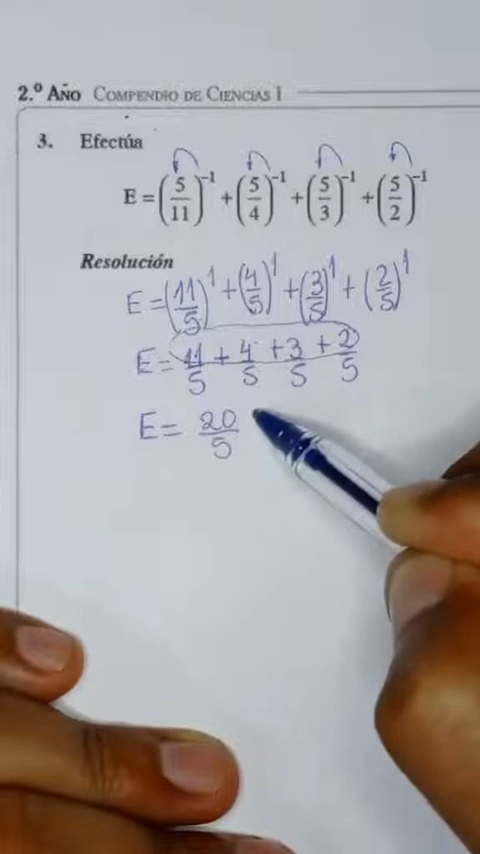 2.º AÑO COMPENDIO DE CIENCIAS I
3. Efectúa
E = (5/11)^-1 + (5/4)^-1 + (5/3)^-1 + (5/2)^-1
Resolución
E = (11/5)^1 + (4/5)^1 + (3/5)^1 + (2/5)^1
E = 11/5 + 4/5 + 3/5 + 2/5
E = 20/5